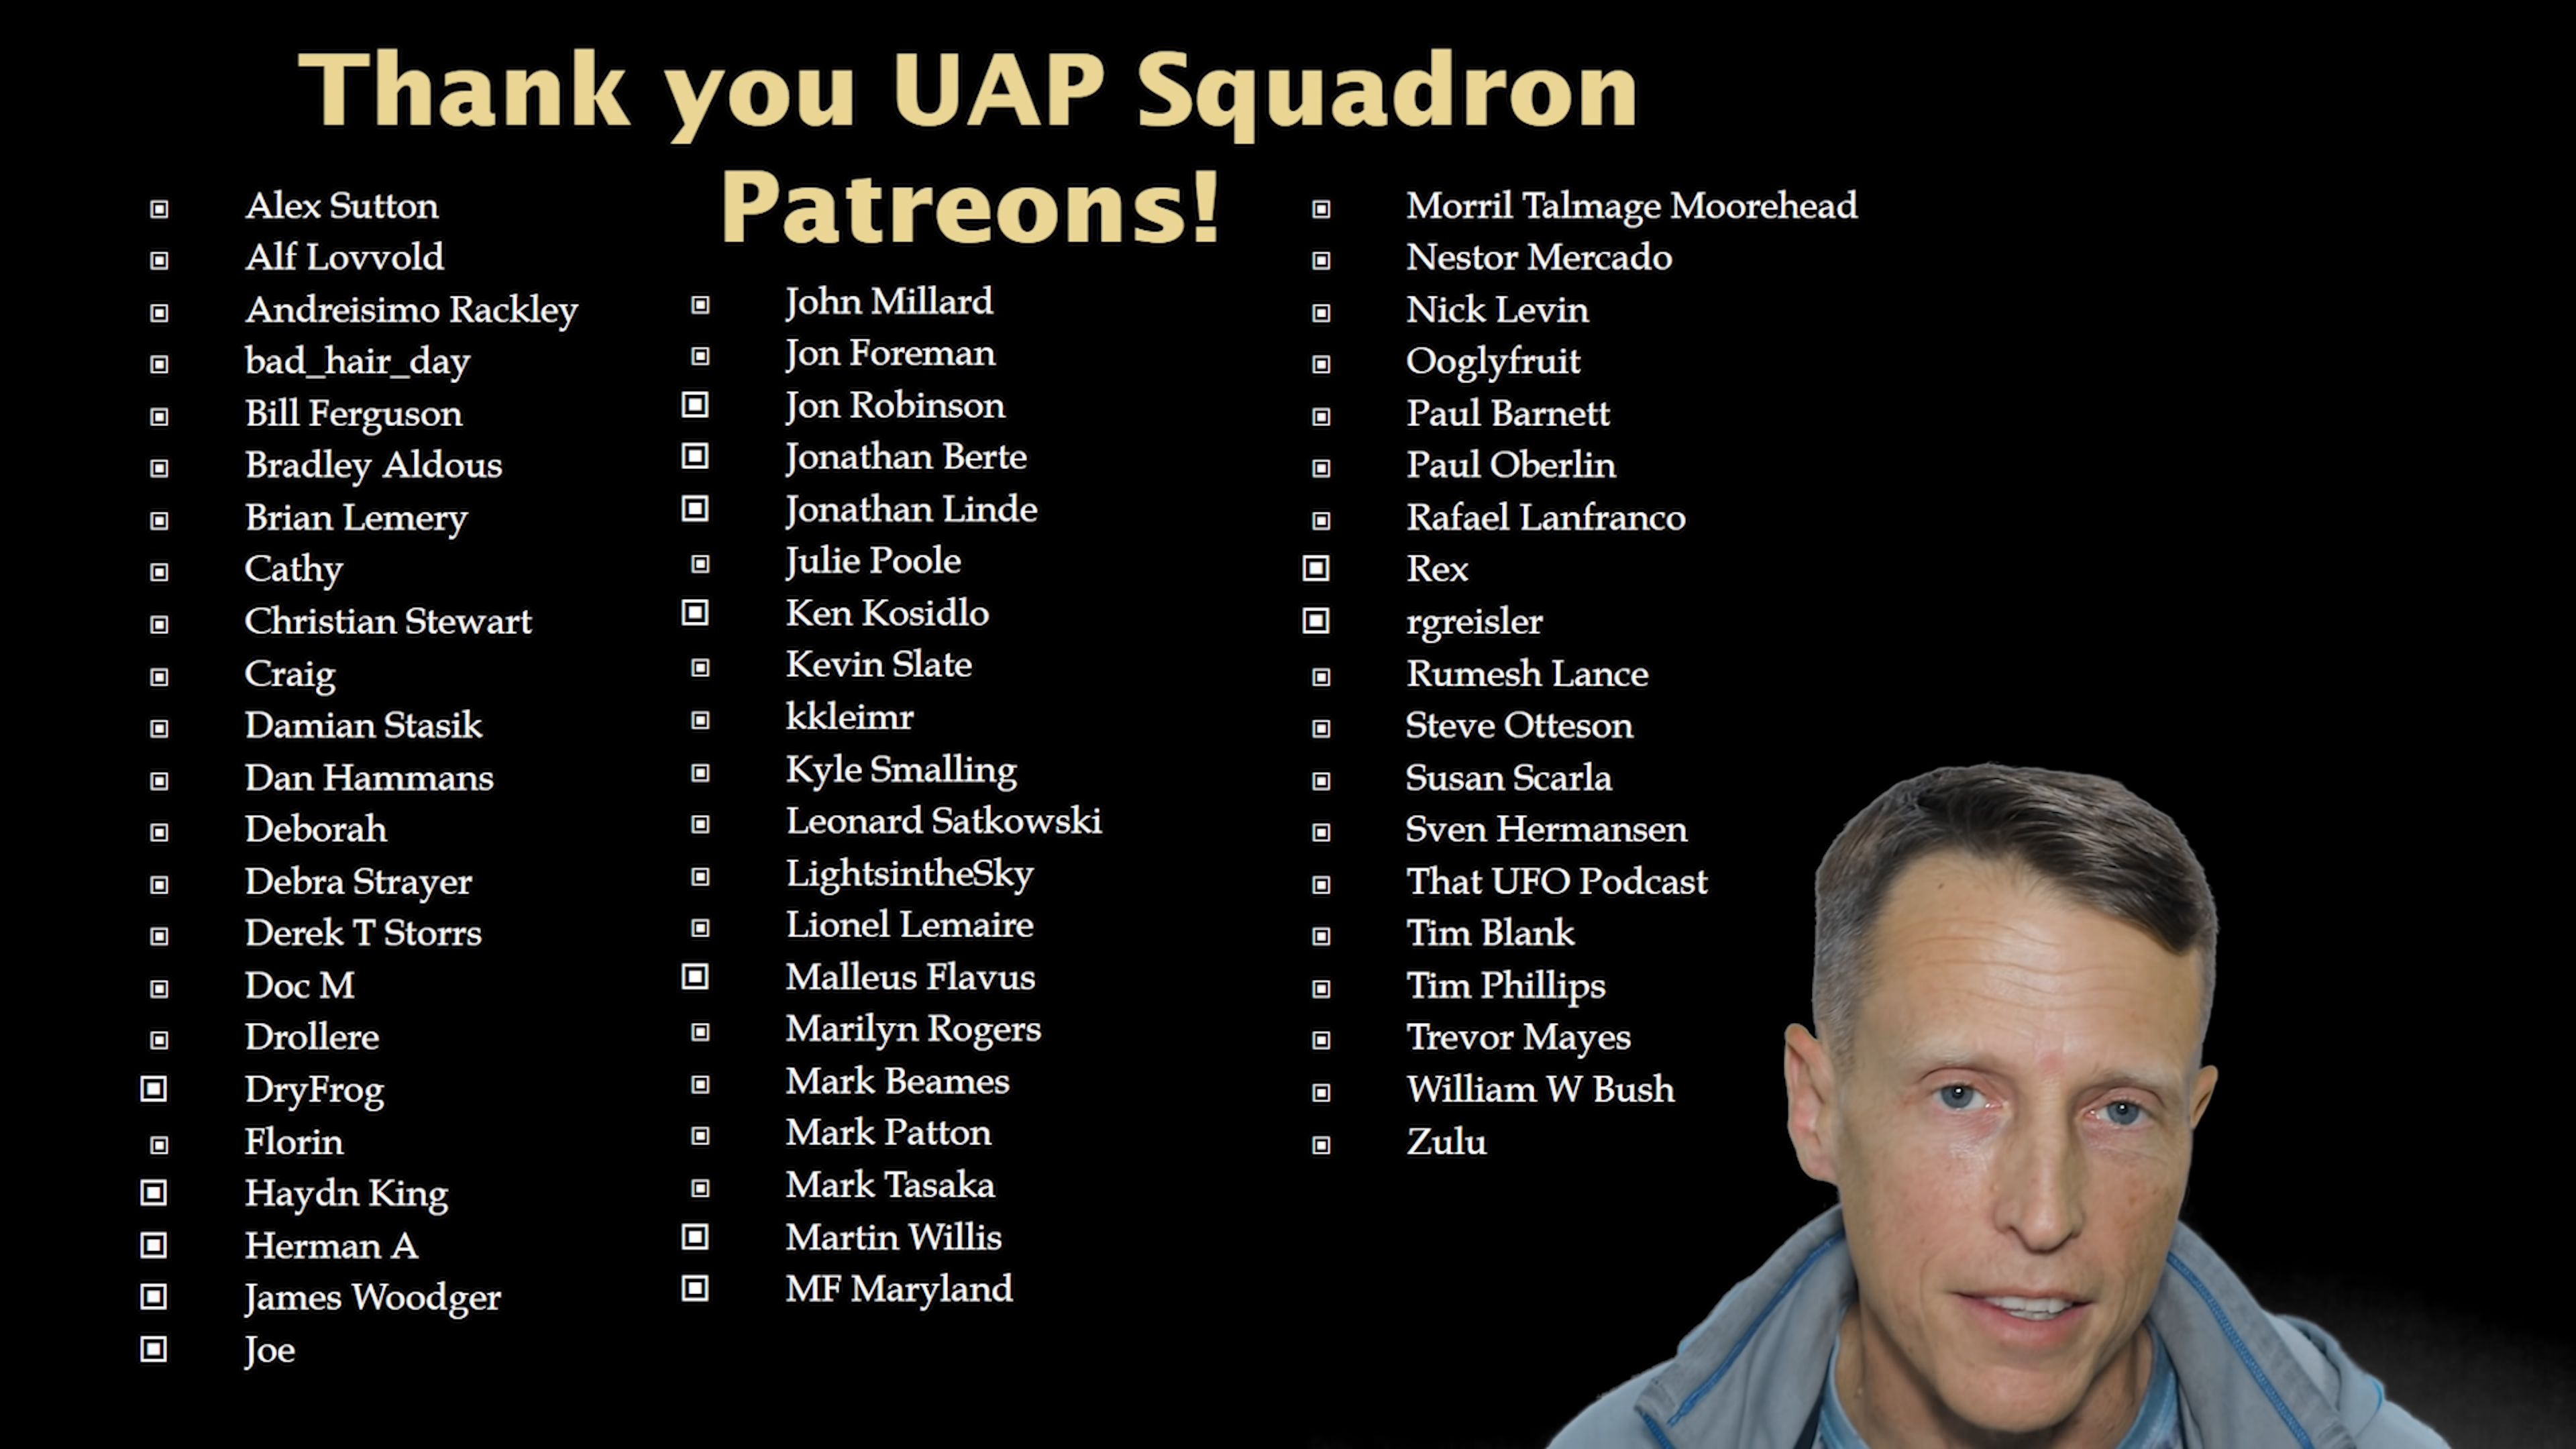 Thank you UAP Squadron
Patreons!
Alex Sutton
Alf Lovvold
Andreisimo Rackley
bad_hair_day
Bill Ferguson
Bradley Aldous
Brian Lemery
Cathy
Christian Stewart
Craig
Damian Stasik
Dan Hammans
Deborah
Debra Strayer
Derek T Storrs
Doc M
Drollere
DryFrog
Florin
Haydn King
Herman A
James Woodger
Joe
John Millard
Jon Foreman
Jon Robinson
Jonathan Berte
Jonathan Linde
Julie Poole
Ken Kosidlo
Kevin Slate
kkleimr
Kyle Smalling
Leonard Satkowski
LightsintheSky
Lionel Lemaire
Malleus Flavus
Marilyn Rogers
Mark Beames
Mark Patton
Mark Tasaka
Martin Willis
MF Maryland
Morril Talmage Moorehead
Nestor Mercado
Nick Levin
Ooglyfruit
Paul Barnett
Paul Oberlin
Rafael Lanfranco
Rex
rgreisler
Rumesh Lance
Steve Otteson
Susan Scarla
Sven Hermansen
That UFO Podcast
Tim Blank
Tim Phillips
Trevor Mayes
William W Bush
Zulu